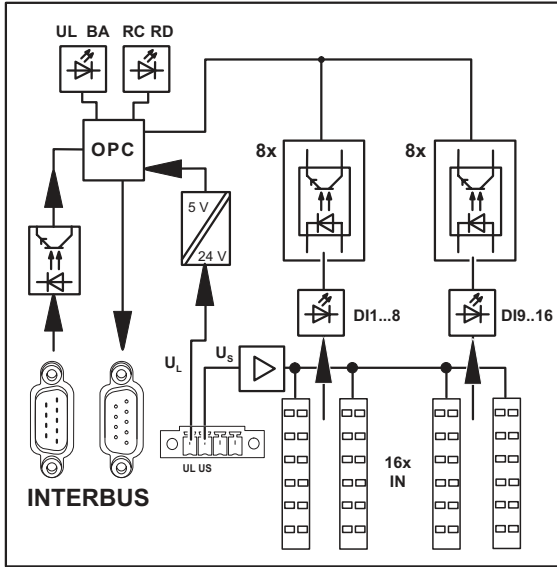 UL BA RC RD
OPC
8x
8x
5 V
24 V
DI1...8
DI9..16
UL
US
UL US
16x
IN
INTERBUS